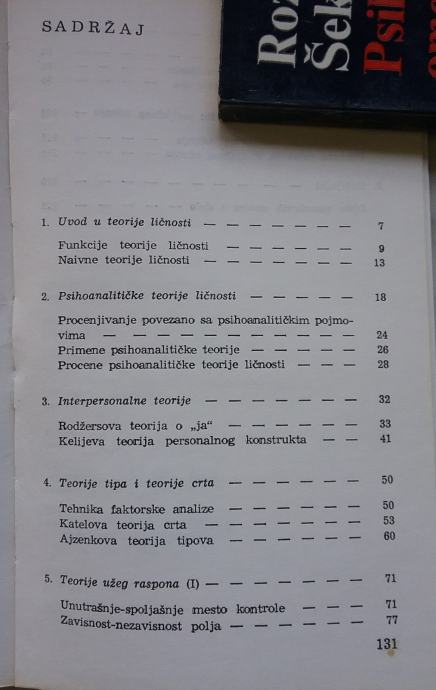 SADRŽAJ
Psih
1. Uvod u teorije ličnosti — — — — — — 7
Funkcije teorije ličnosti — — — — — 9
Naivne teorije ličnosti — — — — — — 13
2. Psihoanalitičke teorije ličnosti — — — — 18
Procenjivanje povezano sa psihoanalitičkim pojmo-
vima — — — — — — — — — — 24
Primene psihoanalitičke teorije — — — — 26
Procene psihoanalitičke teorije ličnosti — — — 28
3. Interpersonalne teorije — — — — — — 32
Rodžersova teorija o „ja“ — — — — — — 33
Kelijeva teorija personalnog konstrukta — — 41
4. Teorije tipa i teorije crta — — — — — 50
Tehnika faktorske analize — — — — — 50
Katelova teorija crta — — — — — — 53
Ajzenkova teorija tipova — — — — — 60
5. Teorije užeg raspona (I) — — — — — — 71
Unutrašnje-spoljašnje mesto kontrole — — — 71
Zavisnost-nezavisnost polja — — — — — 77
131